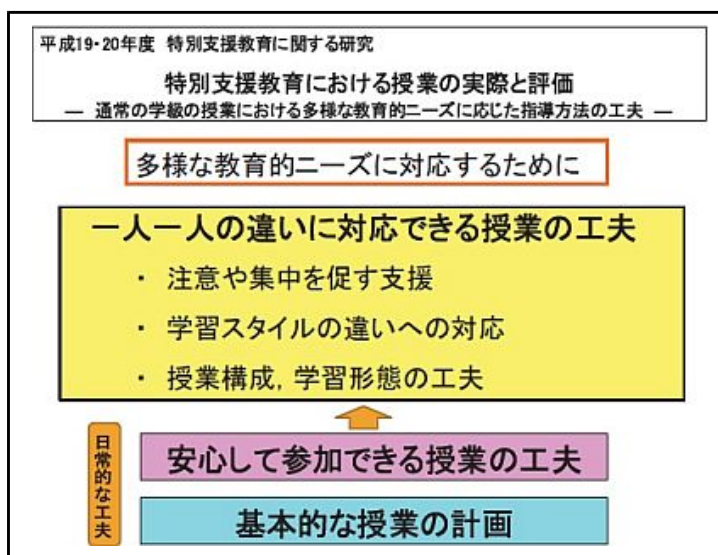 平成19・20年度 特別支援教育に関する研究
特別支援教育における授業の実際と評価
― 通常の学級の授業における多様な教育的ニーズに応じた指導方法の工夫 ―
多様な教育的ニーズに対応するために
一人一人の違いに対応できる授業の工夫
・ 注意や集中を促す支援
・ 学習スタイルの違いへの対応
・ 授業構成，学習形態の工夫
日常的な工夫
安心して参加できる授業の工夫
基本的な授業の計画